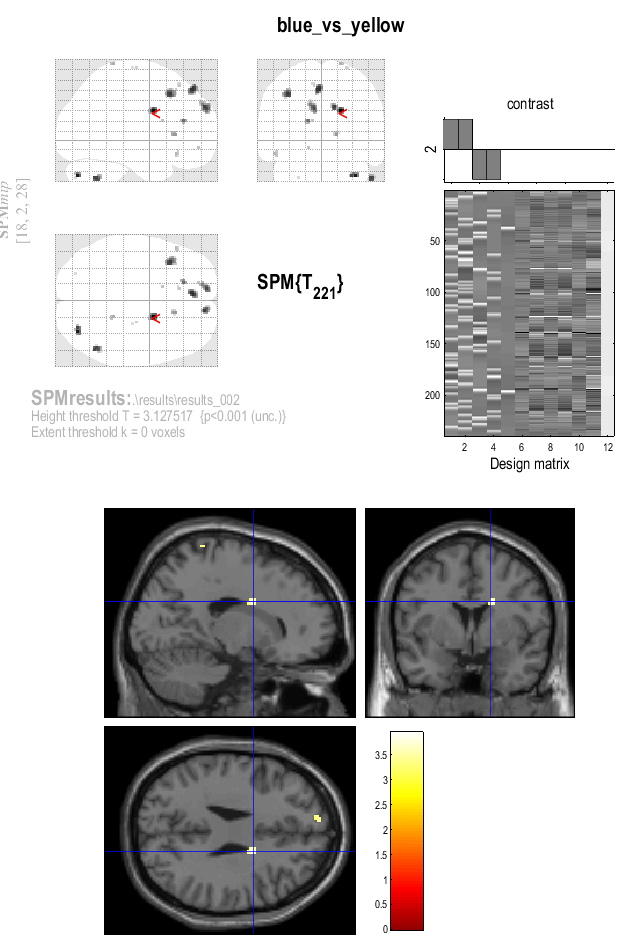 blue_vs_yellow
contrast
2
SPMmip
[18, 2, 28]
<
<
<
SPM{T221}
50
100
150
200
2 4 6 8 10 12
Design matrix
SPMresults: .\results\results_002
Height threshold T = 3.127517 {p<0.001 (unc.)}
Extent threshold k = 0 voxels
3.5
3
2.5
2
1.5
1
0.5
0